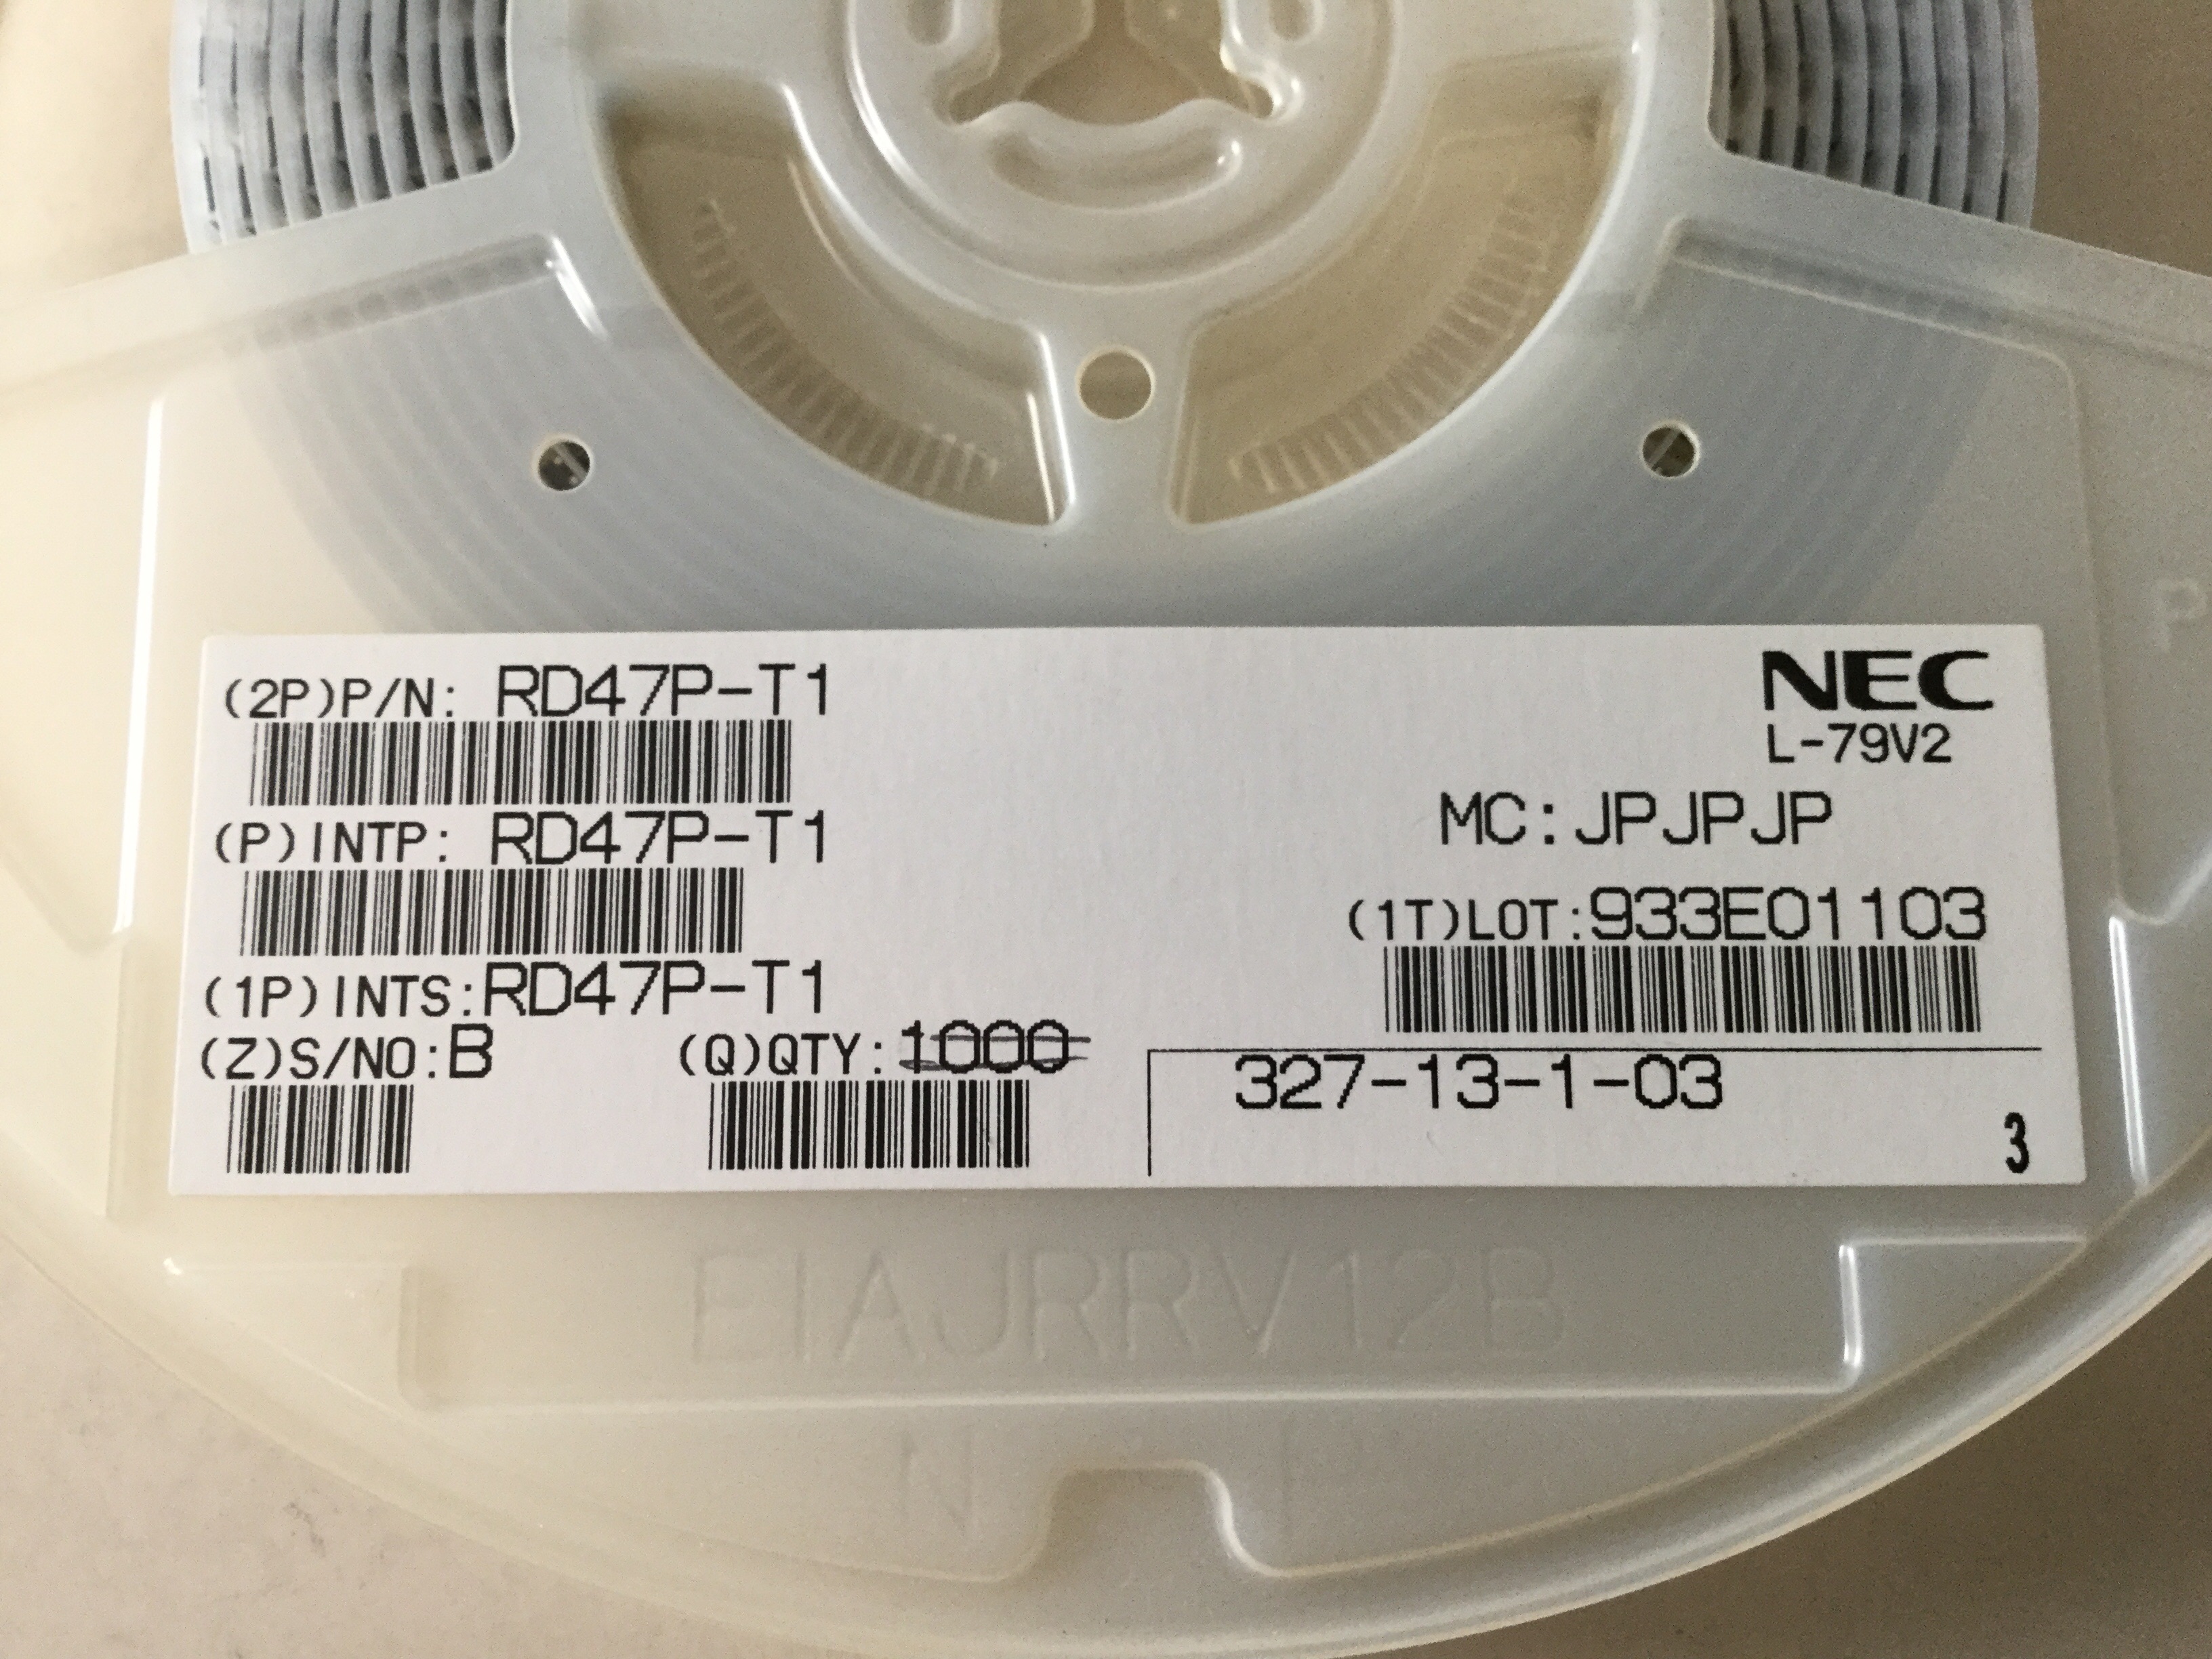 (2P)P/N: RD47P-T1
NEC
L-79V2
(P)INTP: RD47P-T1
MC:JPJPJP
(1P)INTS:RD47P-T1
(1T)LOT:933E01103
(Z)S/NO:B
(Q)QTY:1000
327-13-1-03
3
P
EIAJRRV12B
N